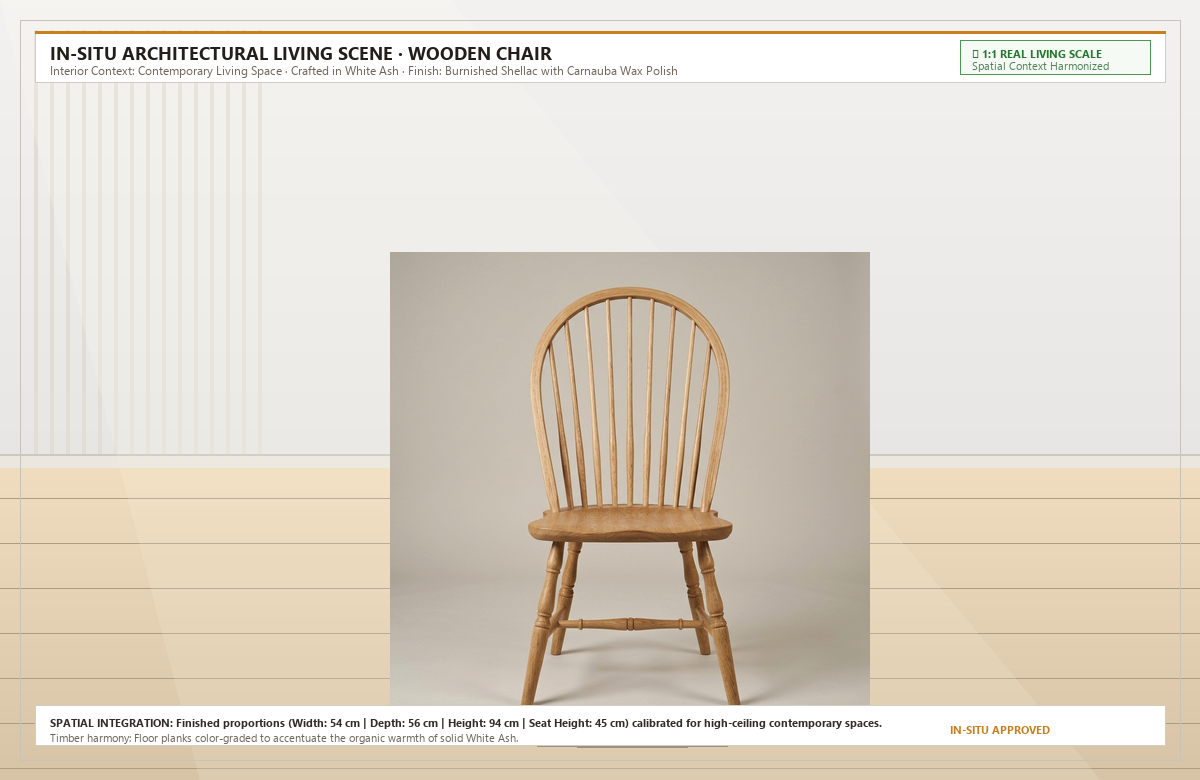 IN-SITU ARCHITECTURAL LIVING SCENE · WOODEN CHAIR
Interior Context: Contemporary Living Space · Crafted in White Ash · Finish: Burnished Shellac with Carnauba Wax Polish
1:1 REAL LIVING SCALE
Spatial Context Harmonized
SPATIAL INTEGRATION: Finished proportions (Width: 54 cm | Depth: 56 cm | Height: 94 cm | Seat Height: 45 cm) calibrated for high-ceiling contemporary spaces.
Timber harmony: Floor planks color-graded to accentuate the organic warmth of solid White Ash.
IN-SITU APPROVED